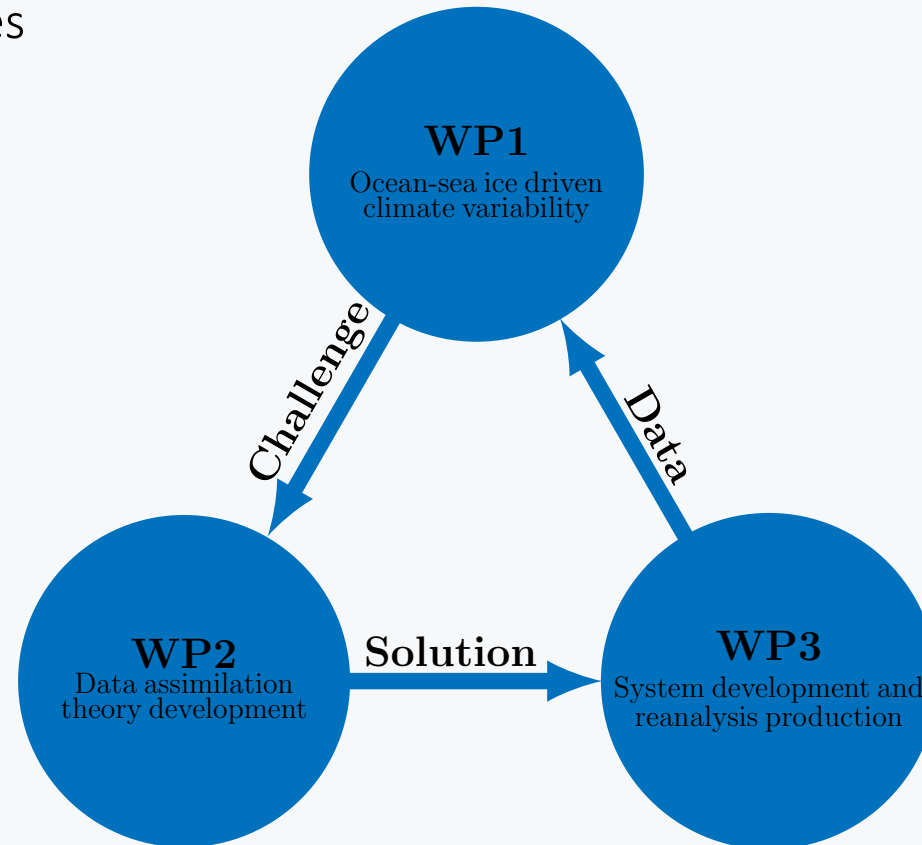 es
WP1
Ocean-sea ice driven
climate variability
Challenge
Data
WP2
Data assimilation
theory development
Solution
WP3
System development and
reanalysis production